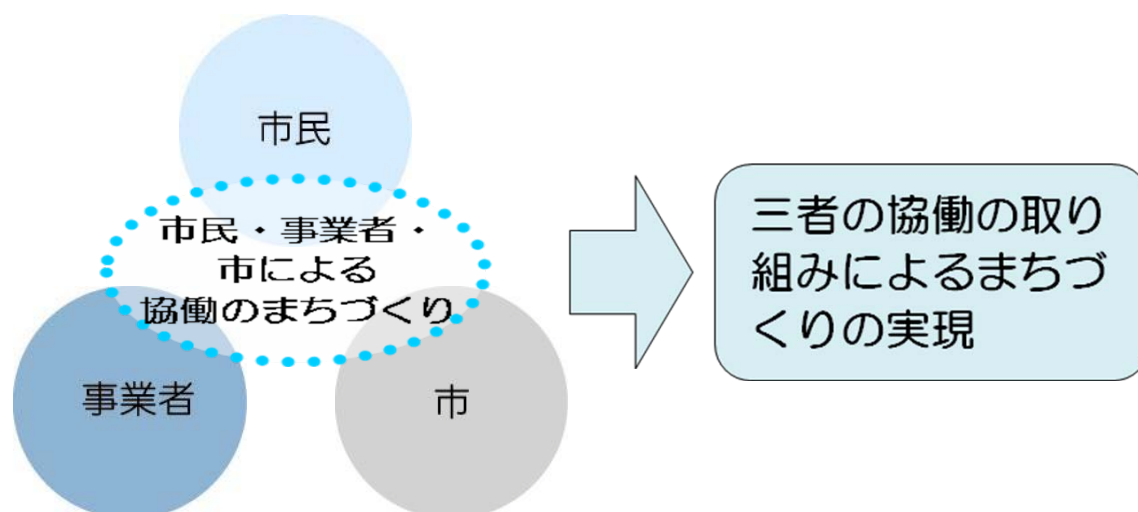 市民
市民・事業者・
市による
協働のまちづくり
事業者
市
三者の協働の取り
組みによるまちづ
くりの実現